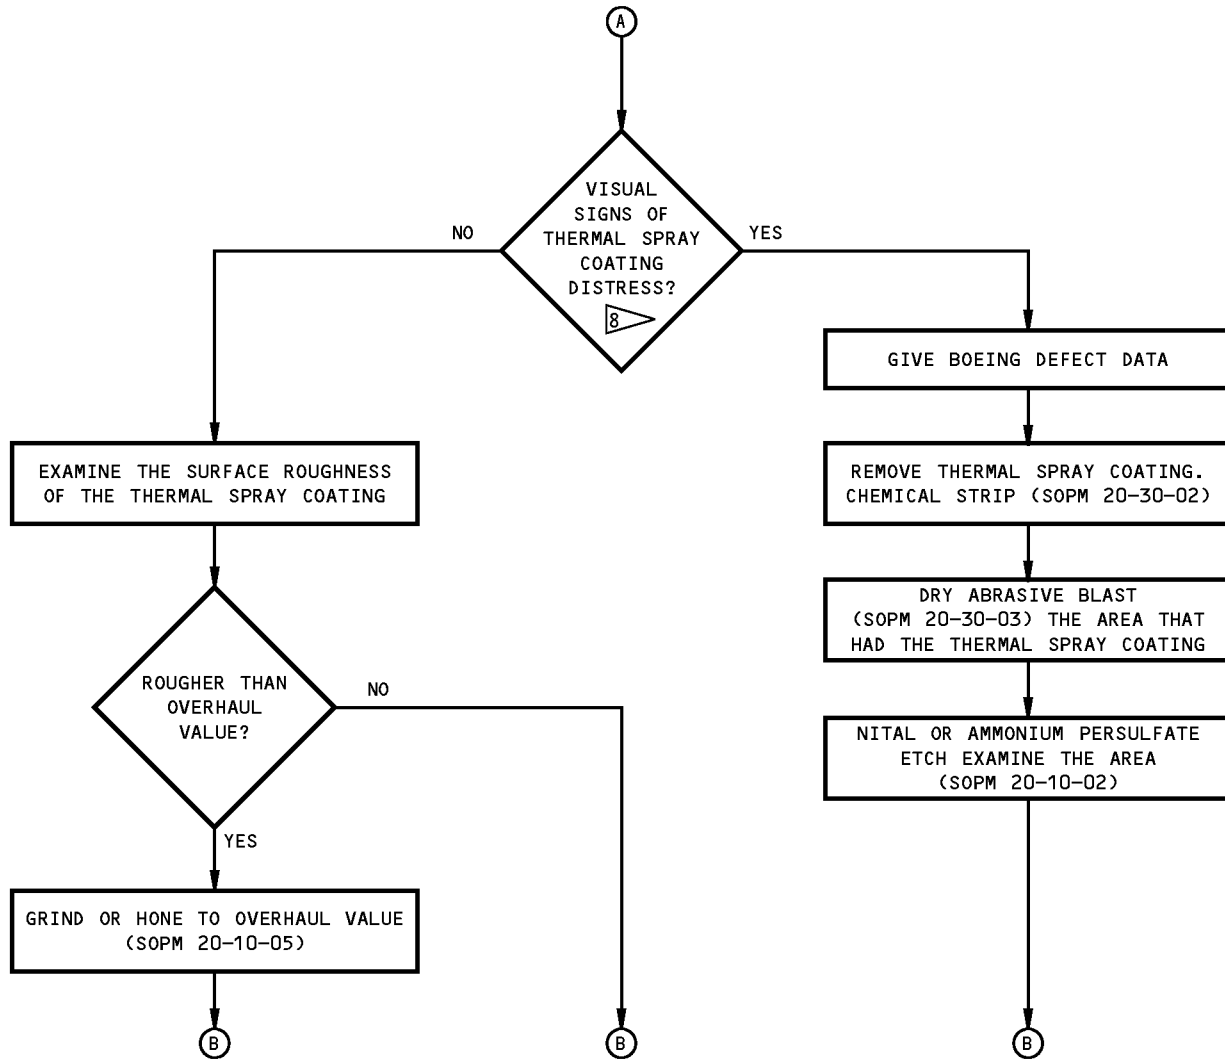 A
VISUAL
SIGNS OF
THERMAL SPRAY
COATING
DISTRESS?
8
NO
YES
GIVE BOEING DEFECT DATA
EXAMINE THE SURFACE ROUGHNESS
OF THE THERMAL SPRAY COATING
REMOVE THERMAL SPRAY COATING.
CHEMICAL STRIP (SOPM 20-30-02)
DRY ABRASIVE BLAST
(SOPM 20-30-03) THE AREA THAT
HAD THE THERMAL SPRAY COATING
ROUGHER THAN
OVERHAUL
VALUE?
NO
YES
NITAL OR AMMONIUM PERSULFATE
ETCH EXAMINE THE AREA
(SOPM 20-10-02)
GRIND OR HONE TO OVERHAUL VALUE
(SOPM 20-10-05)
B
B
B